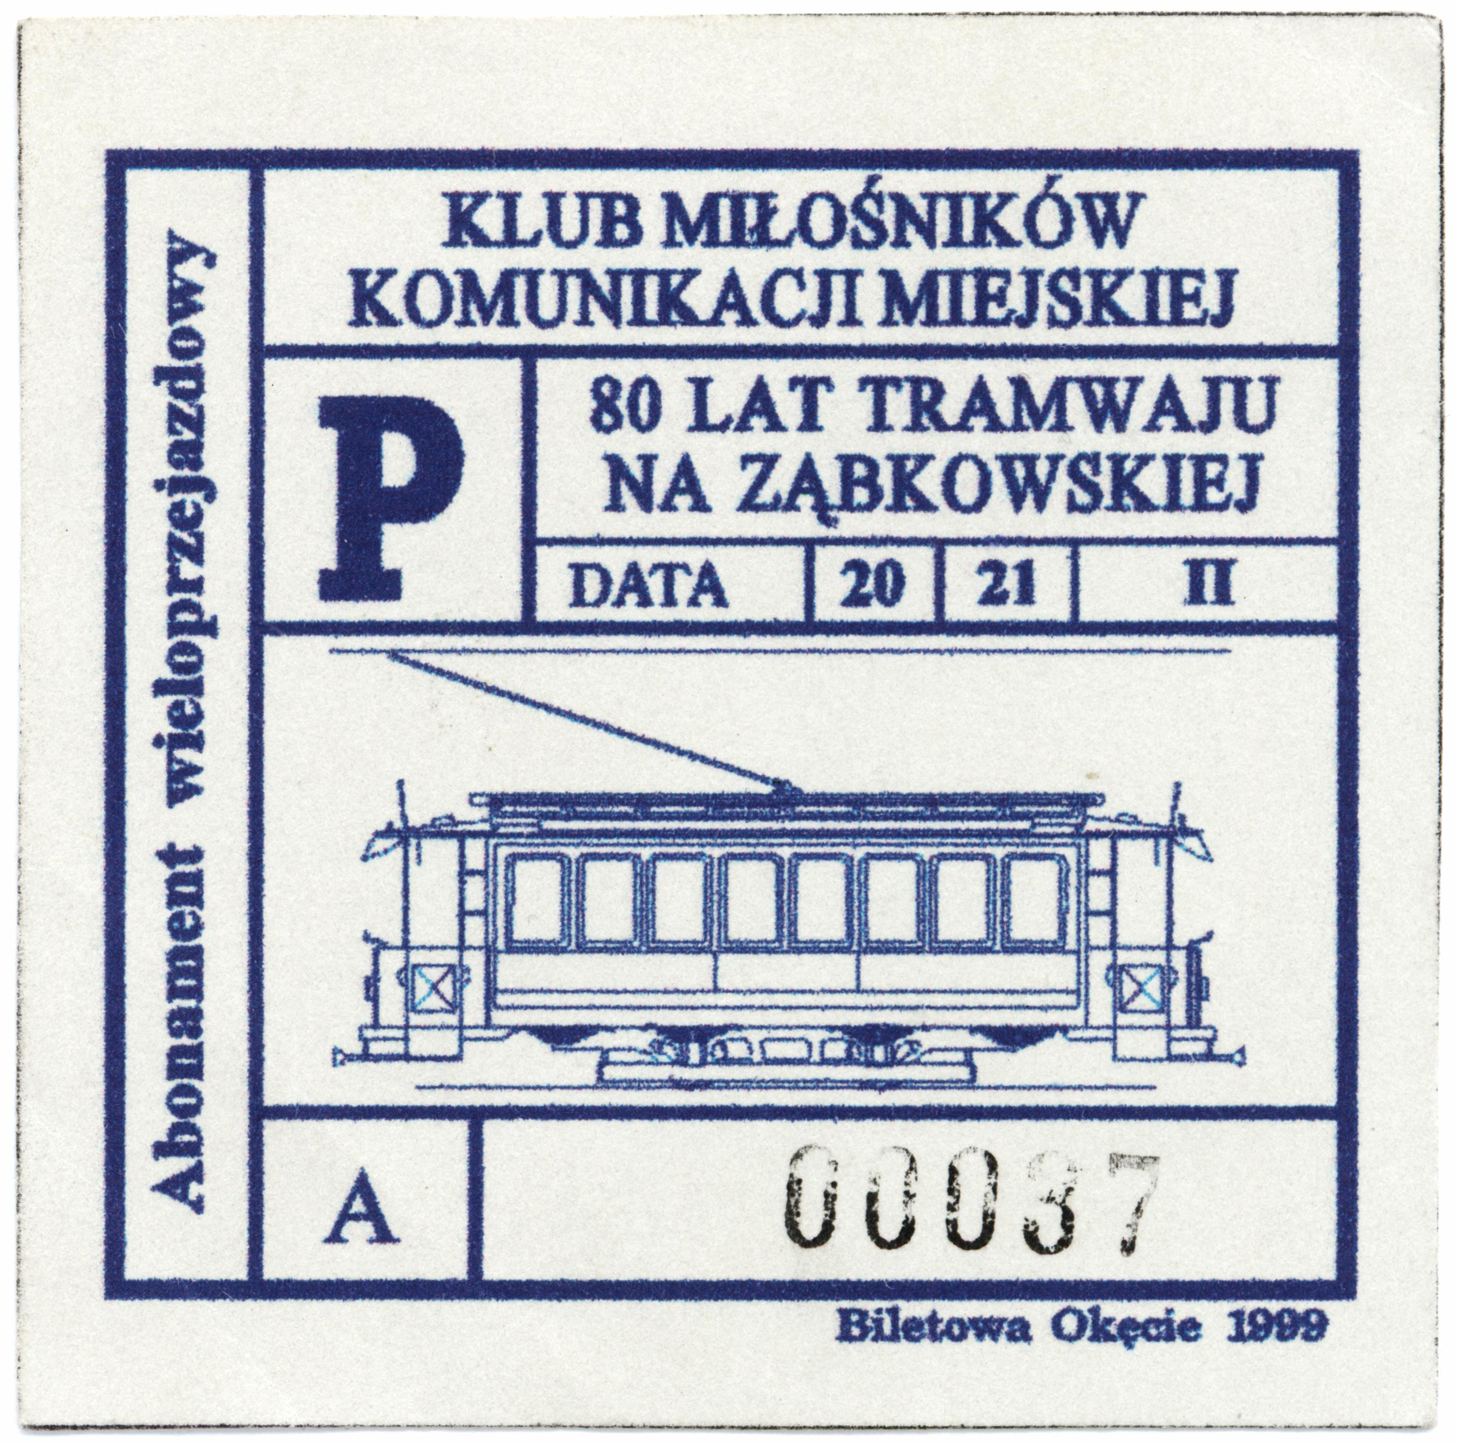 KLUB MIŁOŚNIKÓW
KOMUNIKACJI MIEJSKIEJ
Abonament wieloprzejazdowy
P
80 LAT TRAMWAJU
NA ZĄBKOWSKIEJ
DATA 20 21 II
A 00037
Biletowa Okęcie 1999